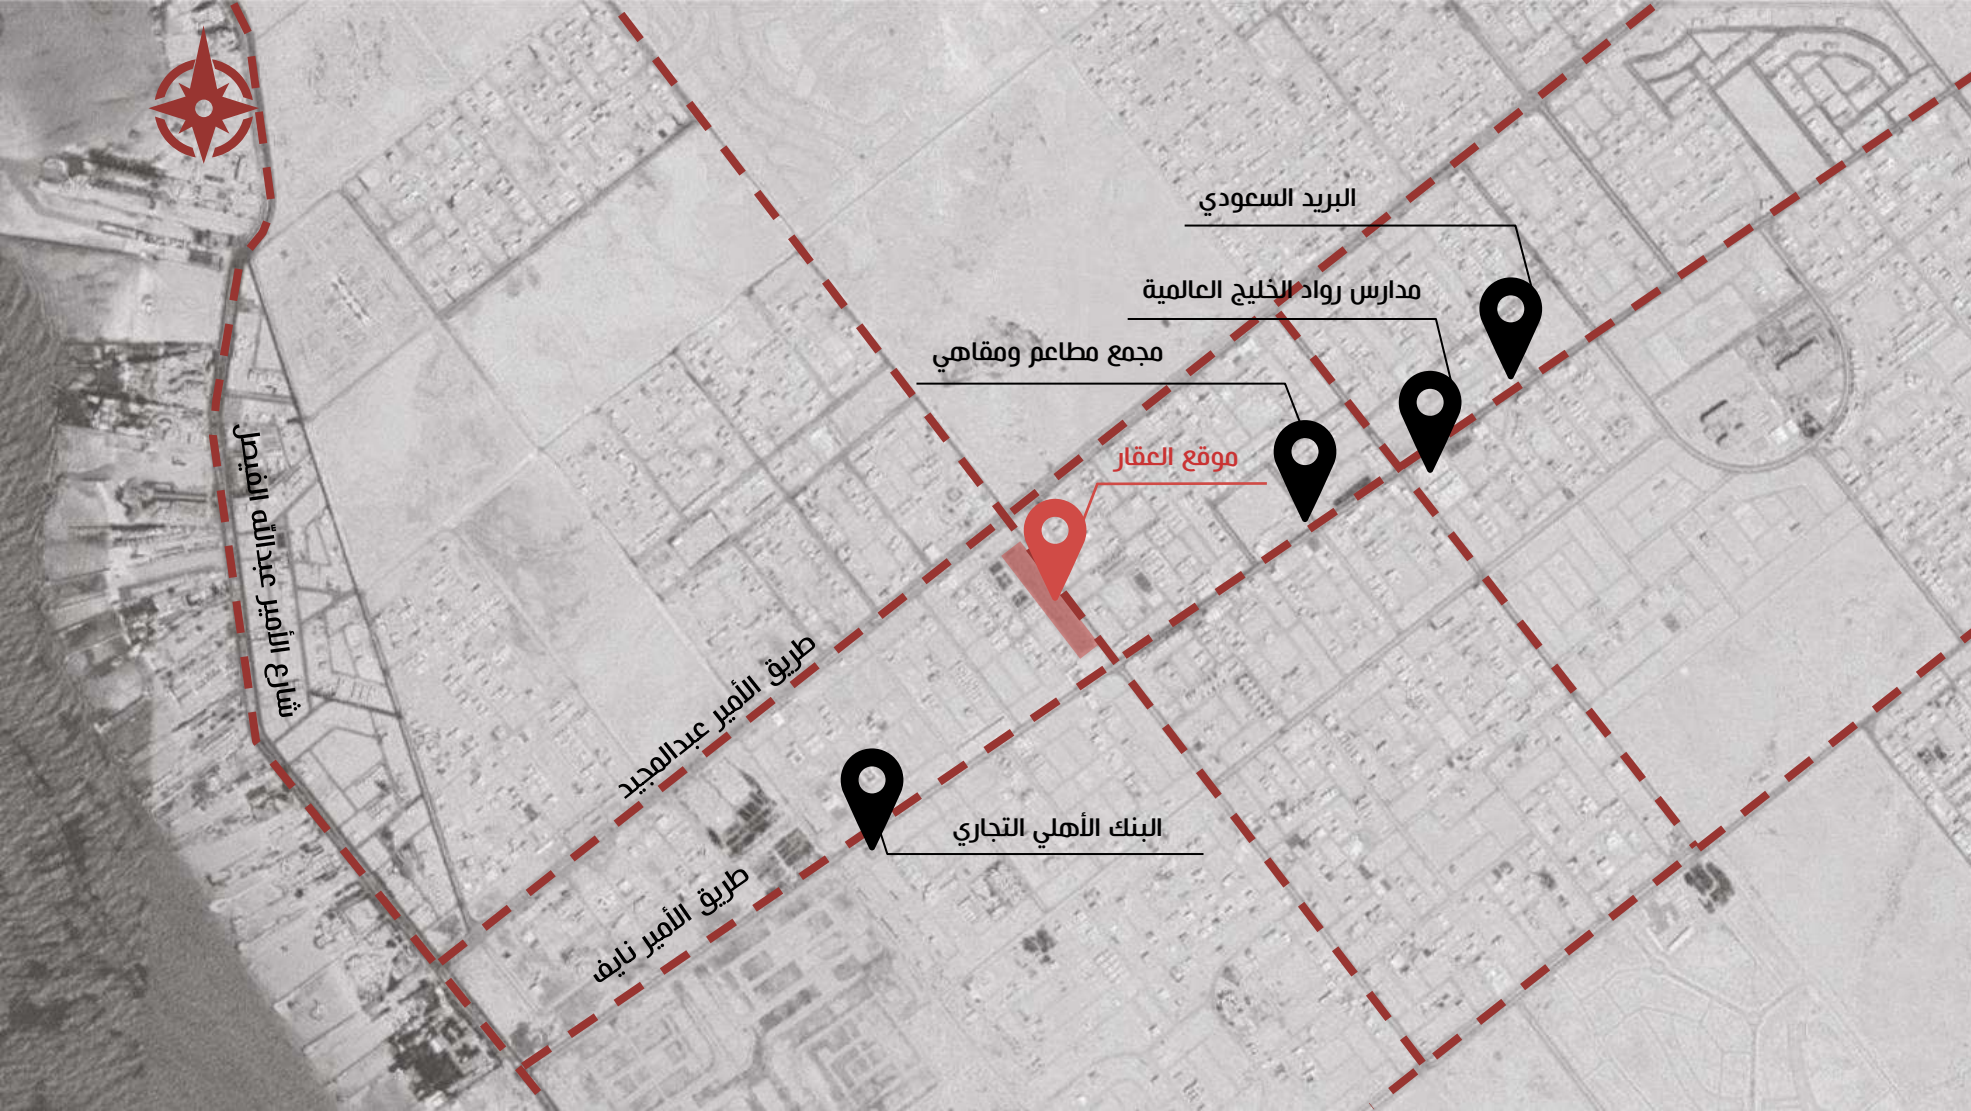 البريد السعودي
مدارس رواد الخليج العالمية
مجمع مطاعم ومقاهي
موقع العقار
شارع الأمير عبدالله الفيصل
طريق الأمير عبدالمجيد
البنك الأهلي التجاري
طريق الأمير نايف